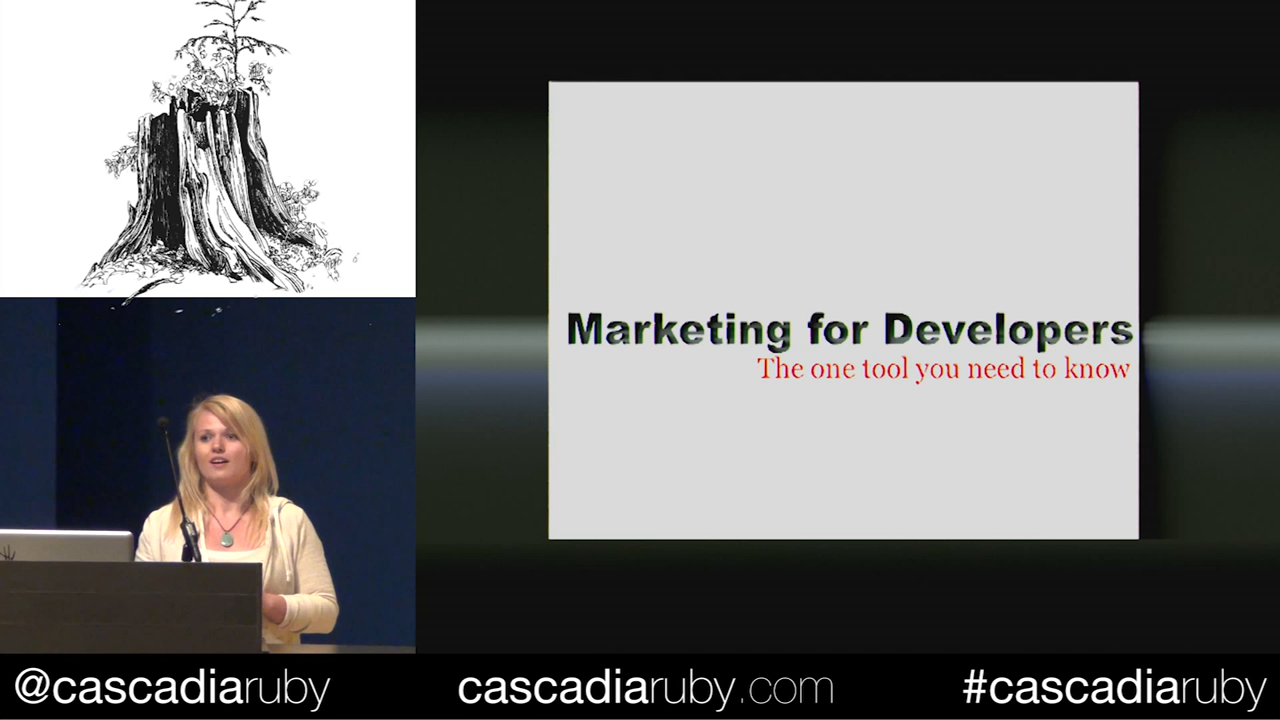 Marketing for Developers
The one tool you need to know
@cascadiaruby
cascadiaruby.com
#cascadiaruby